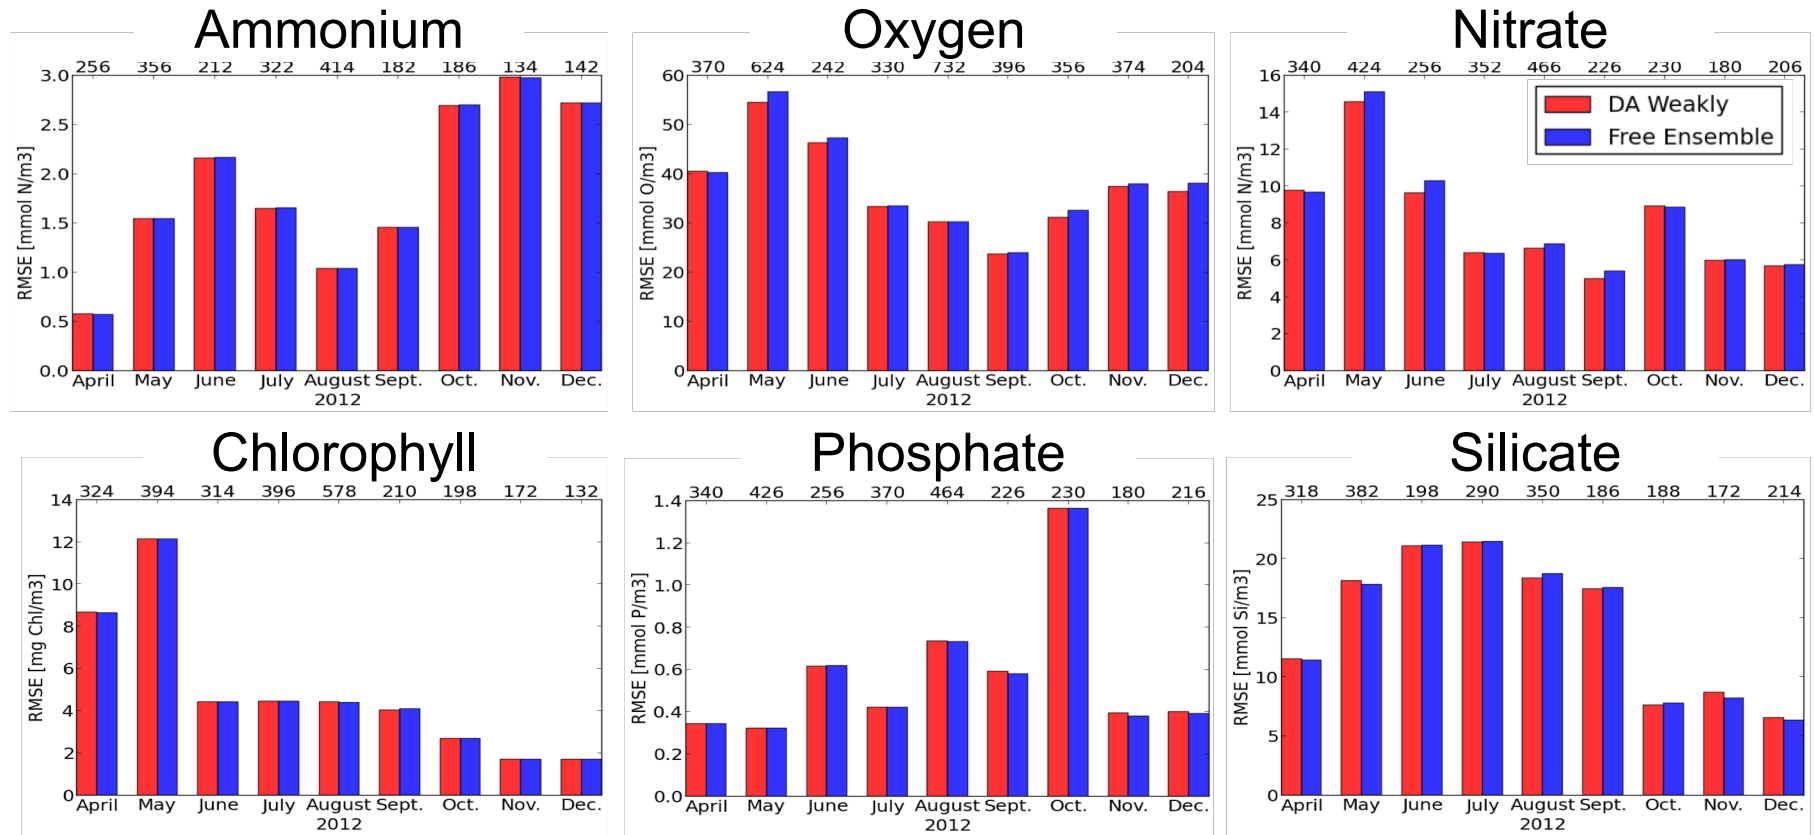 Ammonium
256 356 212 322 414 182 186 134 142
3.0
2.5
2.0
1.5
1.0
0.5
0.0
RMSE [mmol N/m3]
April May June July August Sept. Oct. Nov. Dec.
2012
Oxygen
370 624 242 330 732 396 356 374 204
60
50
40
30
20
10
0
RMSE [mmol O/m3]
April May June July August Sept. Oct. Nov. Dec.
2012
Nitrate
340 424 256 352 466 226 230 180 206
16
14
12
10
8
6
4
2
0
RMSE [mmol N/m3]
DA Weakly
Free Ensemble
April May June July August Sept. Oct. Nov. Dec.
2012
Chlorophyll
324 394 314 396 578 210 198 172 132
14
12
10
8
6
4
2
0
RMSE [mg Chl/m3]
April May June July August Sept. Oct. Nov. Dec.
2012
Phosphate
340 426 256 370 464 226 230 180 216
1.4
1.2
1.0
0.8
0.6
0.4
0.2
0.0
RMSE [mmol P/m3]
April May June July August Sept. Oct. Nov. Dec.
2012
Silicate
318 382 198 290 350 186 188 172 214
25
20
15
10
5
0
RMSE [mmol Si/m3]
April May June July August Sept. Oct. Nov. Dec.
2012